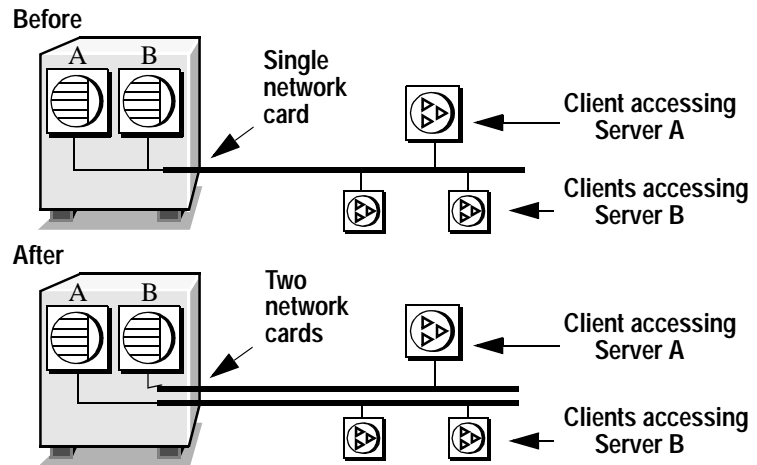 Before
A B
Single
network
card
Client accessing
Server A
Clients accessing
Server B
After
A B
Two
network
cards
Client accessing
Server A
Clients accessing
Server B